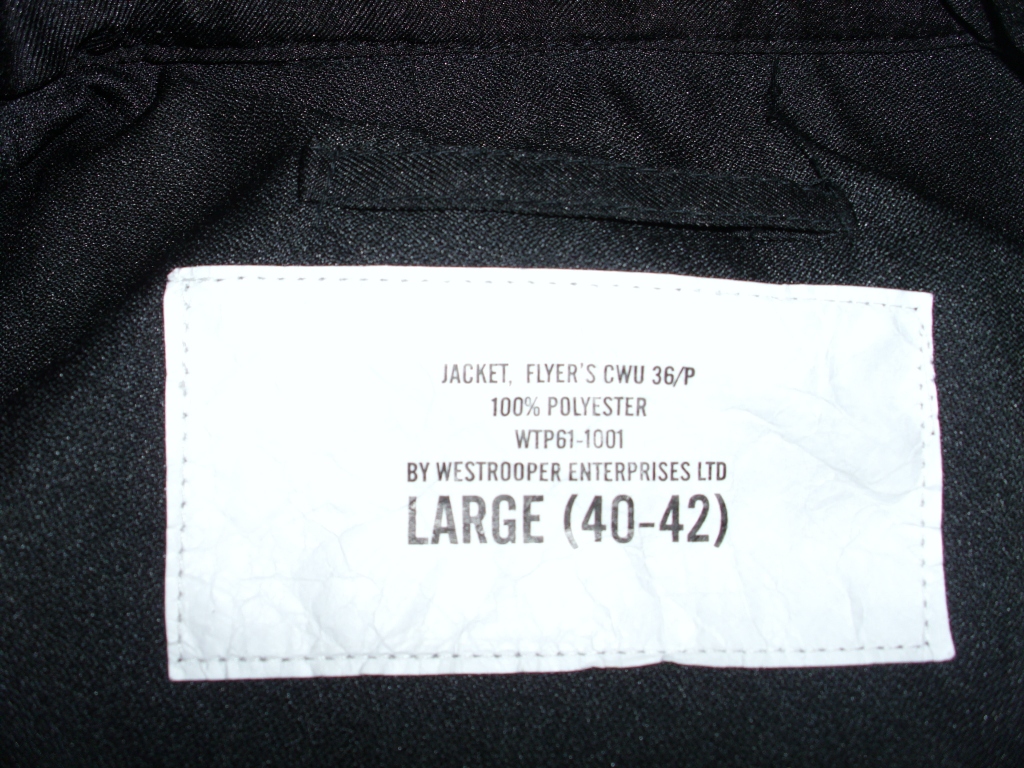 JACKET, FLYER'S CWU 36/P
100% POLYESTER
WTP61-1001
BY WESTROOPER ENTERPRISES LTD
LARGE (40-42)